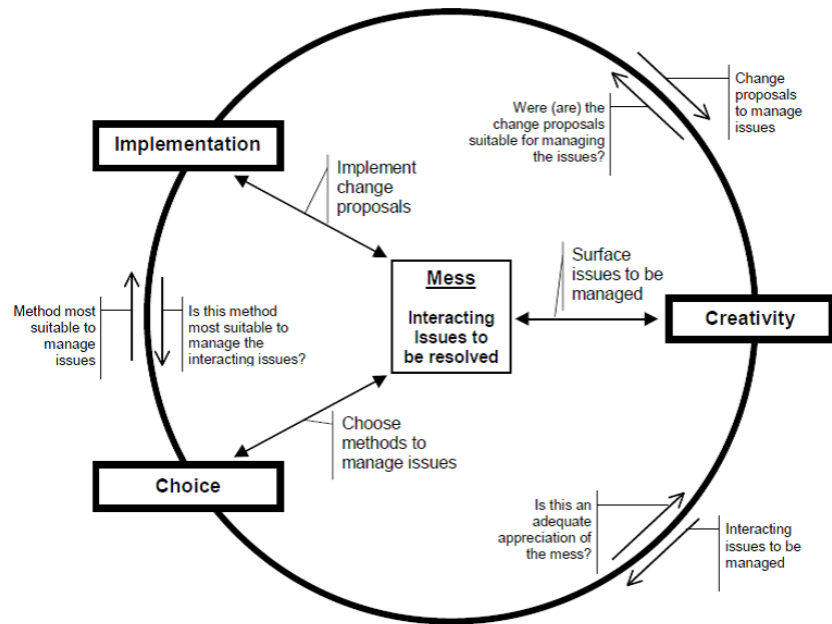 Change
proposals
to manage
issues
Were (are) the
change proposals
suitable for managing
the issues?
Implementation
Implement
change
proposals
Surface
issues to be
managed
Mess
Interacting
Issues to
be resolved
Creativity
Method most
suitable to
manage
issues
Is this method
most suitable to
manage the
interacting issues?
Choose
methods to
manage issues
Choice
Is this an
adequate
appreciation of
the mess?
Interacting
issues to be
managed